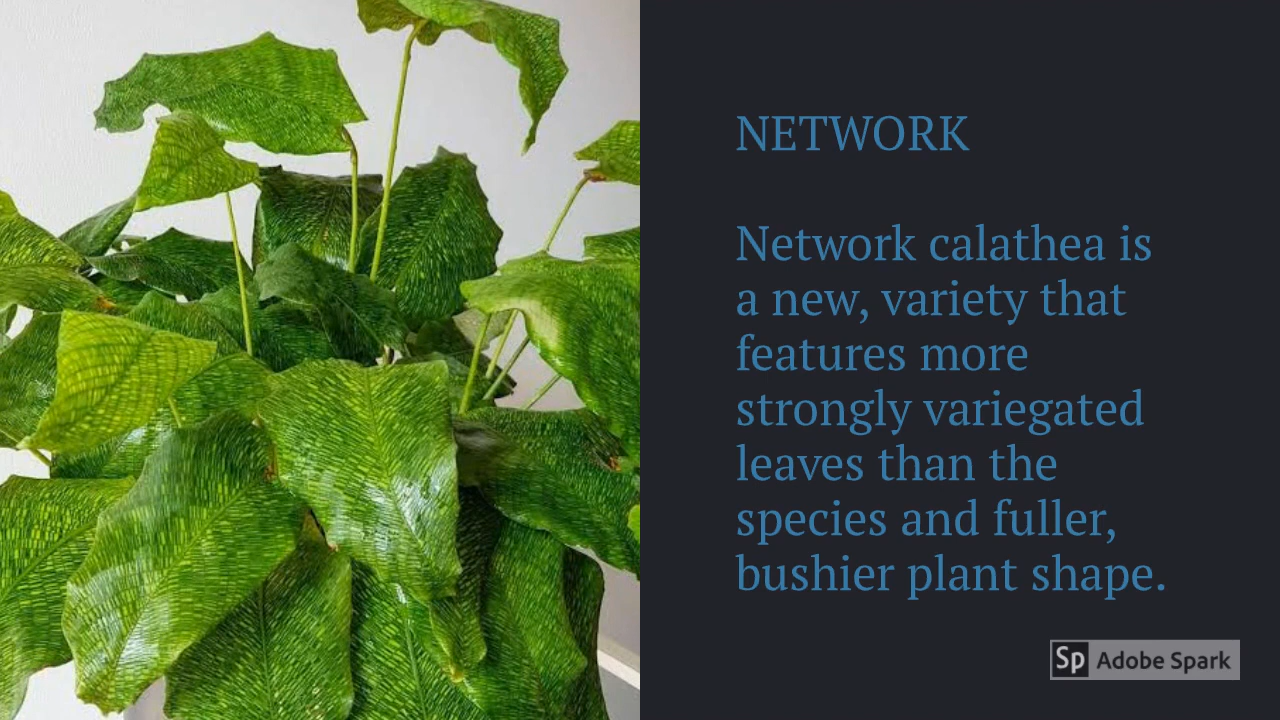 NETWORK
Network calathea is
a new, variety that
features more
strongly variegated
leaves than the
species and fuller,
bushier plant shape.
Sp Adobe Spark